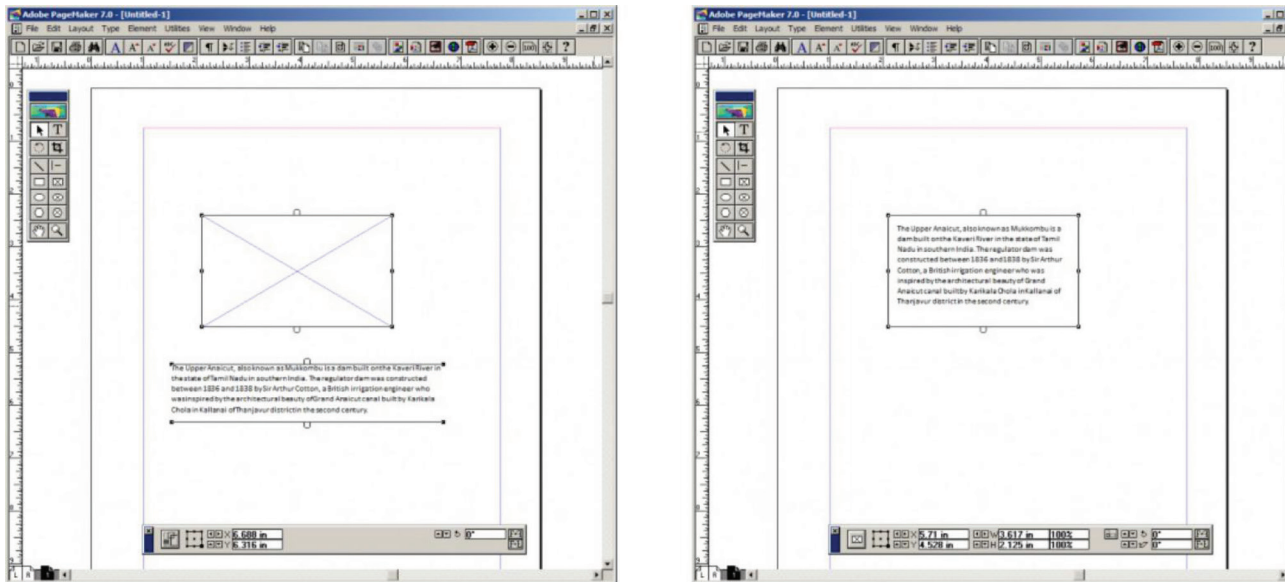 Adobe PageMaker 7.0 - [Untitled-1]
File Edit Layout Type Element Utilities View Window Help
The Upper Anaicut, also known as Mukkombu is a dam built on the Kaveri River in
the state of Tamil Nadu in southern India. The regulator dam was constructed
between 1836 and 1838 by Sir Arthur Cotton, a British irrigation engineer who
was inspired by the architectural beauty of Grand Anaicut canal built by Karikala
Chola in Kallanai of Thanjavur district in the second century.
X 6.688 in
Y 6.316 in
0°
L R 1
Adobe PageMaker 7.0 - [Untitled-1]
File Edit Layout Type Element Utilities View Window Help
The Upper Anaicut, also known as Mukkombu is a
dam built on the Kaveri River in the state of Tamil
Nadu in southern India. The regulator dam was
constructed between 1836 and 1838 by Sir Arthur
Cotton, a British irrigation engineer who was
inspired by the architectural beauty of Grand
Anaicut canal built by Karikala Chola in Kallanai of
Thanjavur district in the second century.
X 5.71 in W 3.617 in 100% 0°
Y 4.528 in H 2.125 in 100% 0°
L R 1